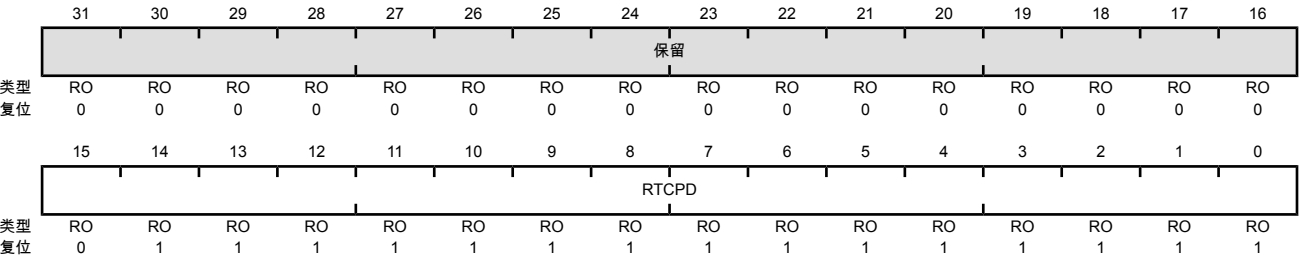 31 30 29 28 27 26 25 24 23 22 21 20 19 18 17 16
保留
类型 RO RO RO RO RO RO RO RO RO RO RO RO RO RO RO RO
复位 0 0 0 0 0 0 0 0 0 0 0 0 0 0 0 0
15 14 13 12 11 10 9 8 7 6 5 4 3 2 1 0
RTCPD
类型 RO RO RO RO RO RO RO RO RO RO RO RO RO RO RO RO
复位 0 1 1 1 1 1 1 1 1 1 1 1 1 1 1 1